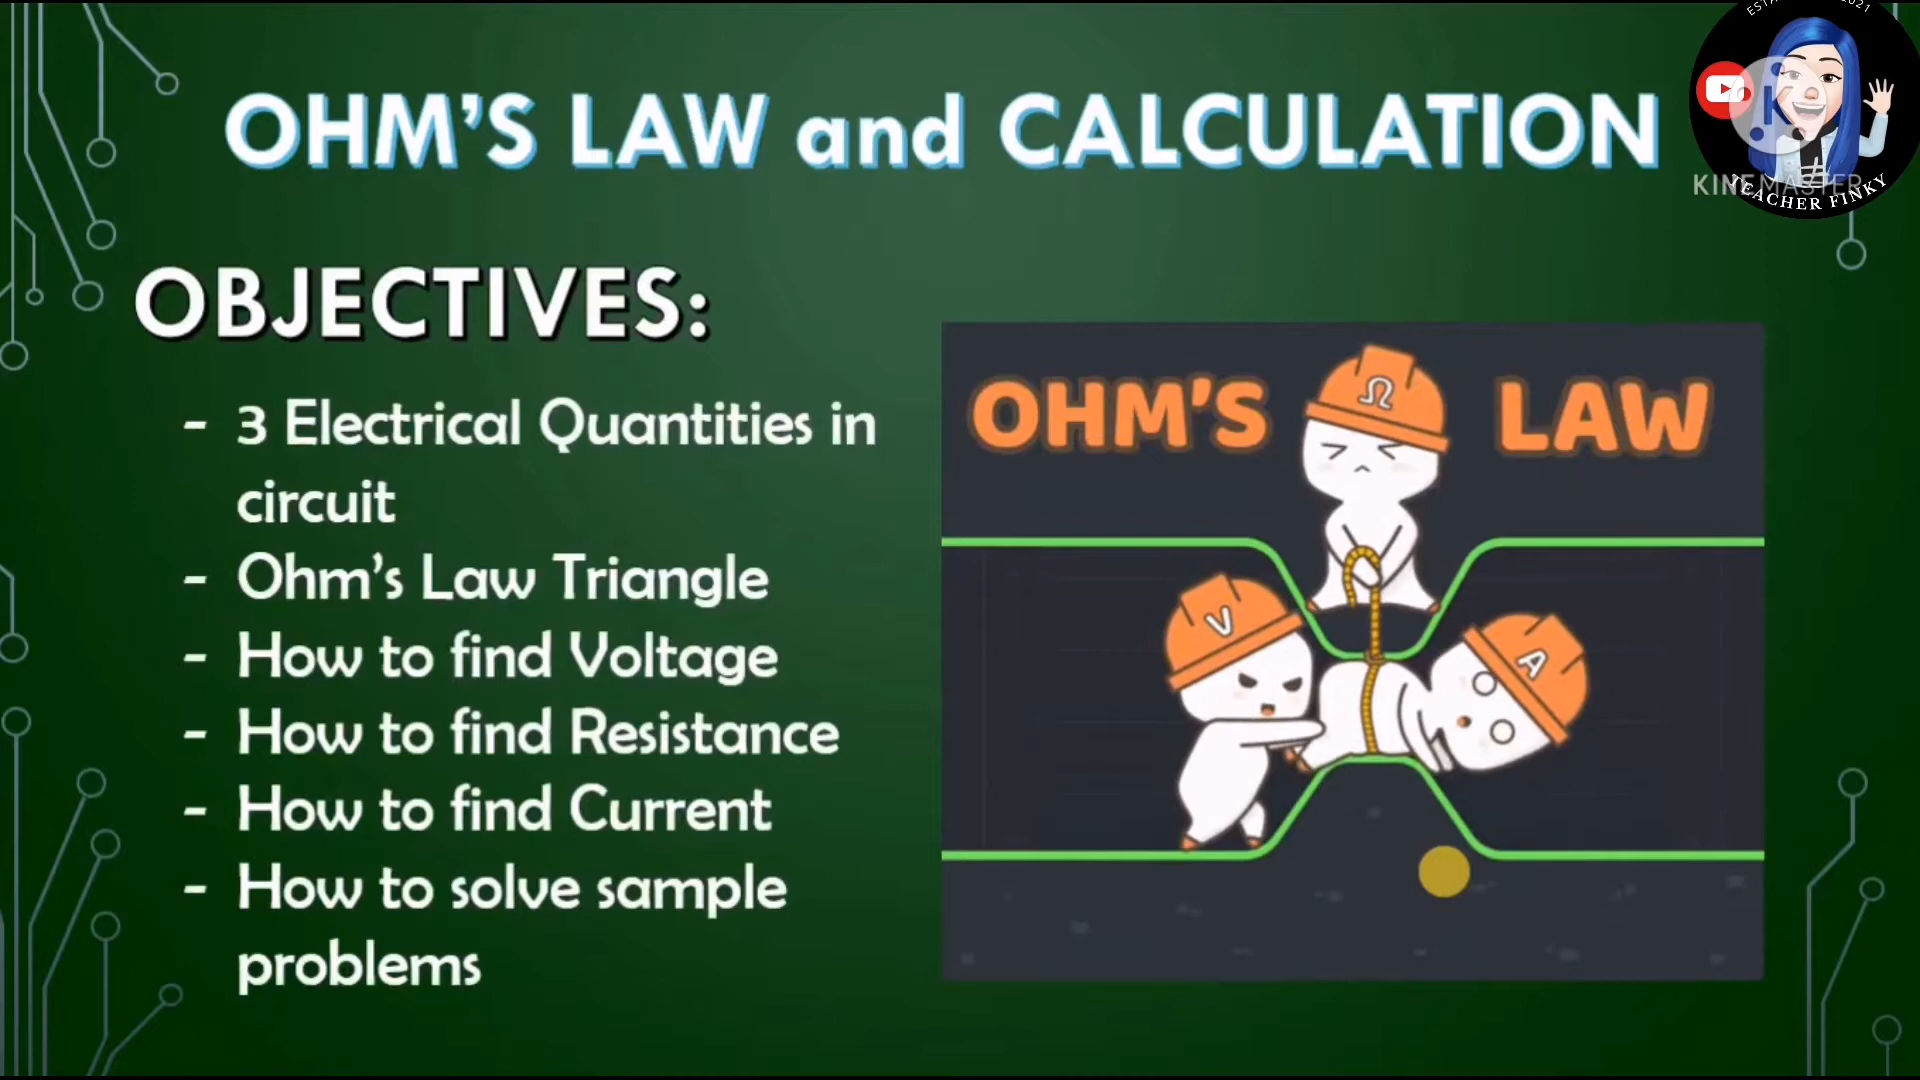 OHM'S LAW and CALCULATION
KINEMASTER
TEACHER FINKY
OBJECTIVES:
- 3 Electrical Quantities in
circuit
- Ohm's Law Triangle
- How to find Voltage
- How to find Resistance
- How to find Current
- How to solve sample
problems
OHM'S LAW
Ω
V
A